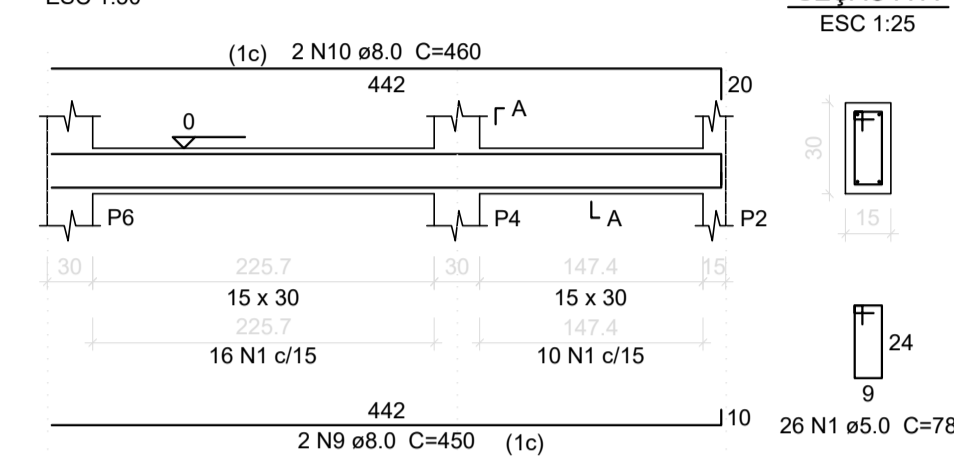 ESC 1:25
(1c) 2 N10 ø8.0 C=460
442
20
A
0
30
P6
P4
A
P2
15
30 225.7 30 147.4 15
15 x 30 15 x 30
225.7 147.4
16 N1 c/15 10 N1 c/15
24
9
442
10
26 N1 ø5.0 C=78
2 N9 ø8.0 C=450 (1c)